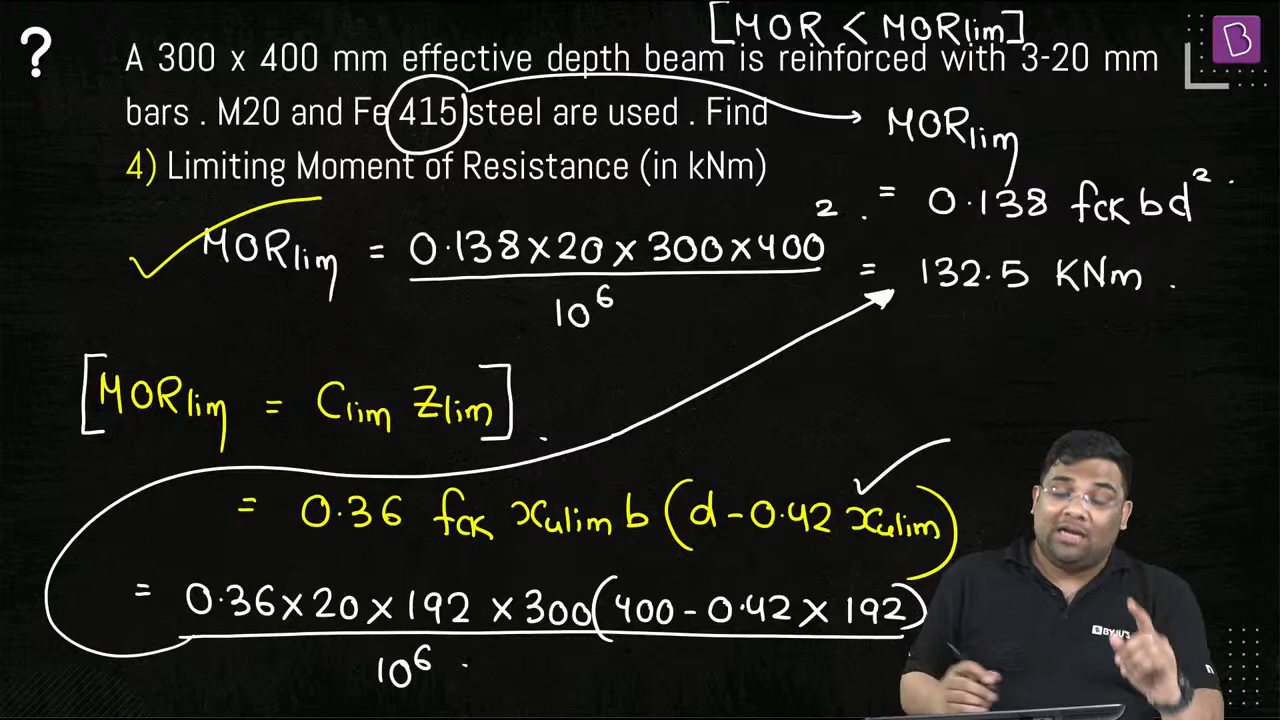 [MOR < MORlim]
?
A 300 x 400 mm effective depth beam is reinforced with 3-20 mm
bars . M20 and Fe 415 steel are used . Find
4) Limiting Moment of Resistance (in kNm)
MORlim
= 0.138 fck bd²
MORlim = 0.138 x 20 x 300 x 400² / 10⁶
= 132.5 KNm .
[MORlim = Clim Zlim] .
= 0.36 fck xulim b (d - 0.42 xulim)
= 0.36 x 20 x 192 x 300 (400 - 0.42 x 192) / 10⁶ .
B
BYJU'S